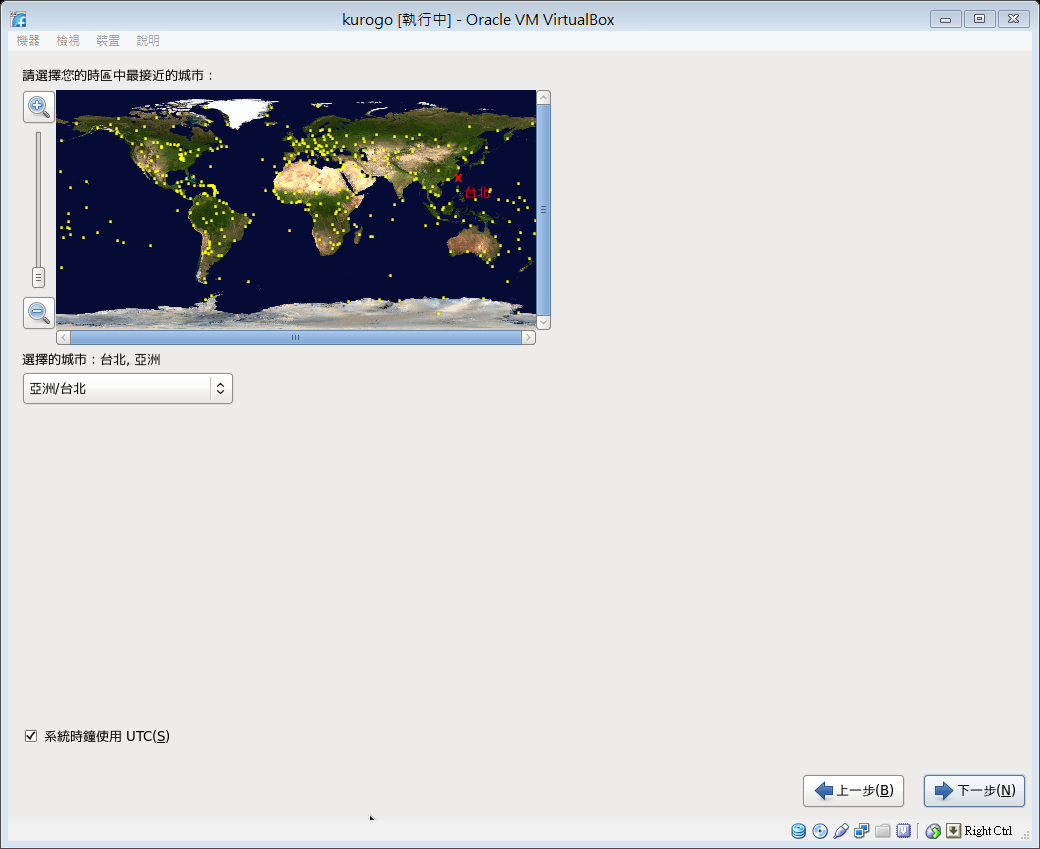 kurogo [執行中] - Oracle VM VirtualBox
機器 檢視 裝置 說明
請選擇您的時區中最接近的城市：
台北
選擇的城市：台北, 亞洲
亞洲/台北
系統時鐘使用 UTC(S)
上一步(B) 下一步(N)
Right Ctrl